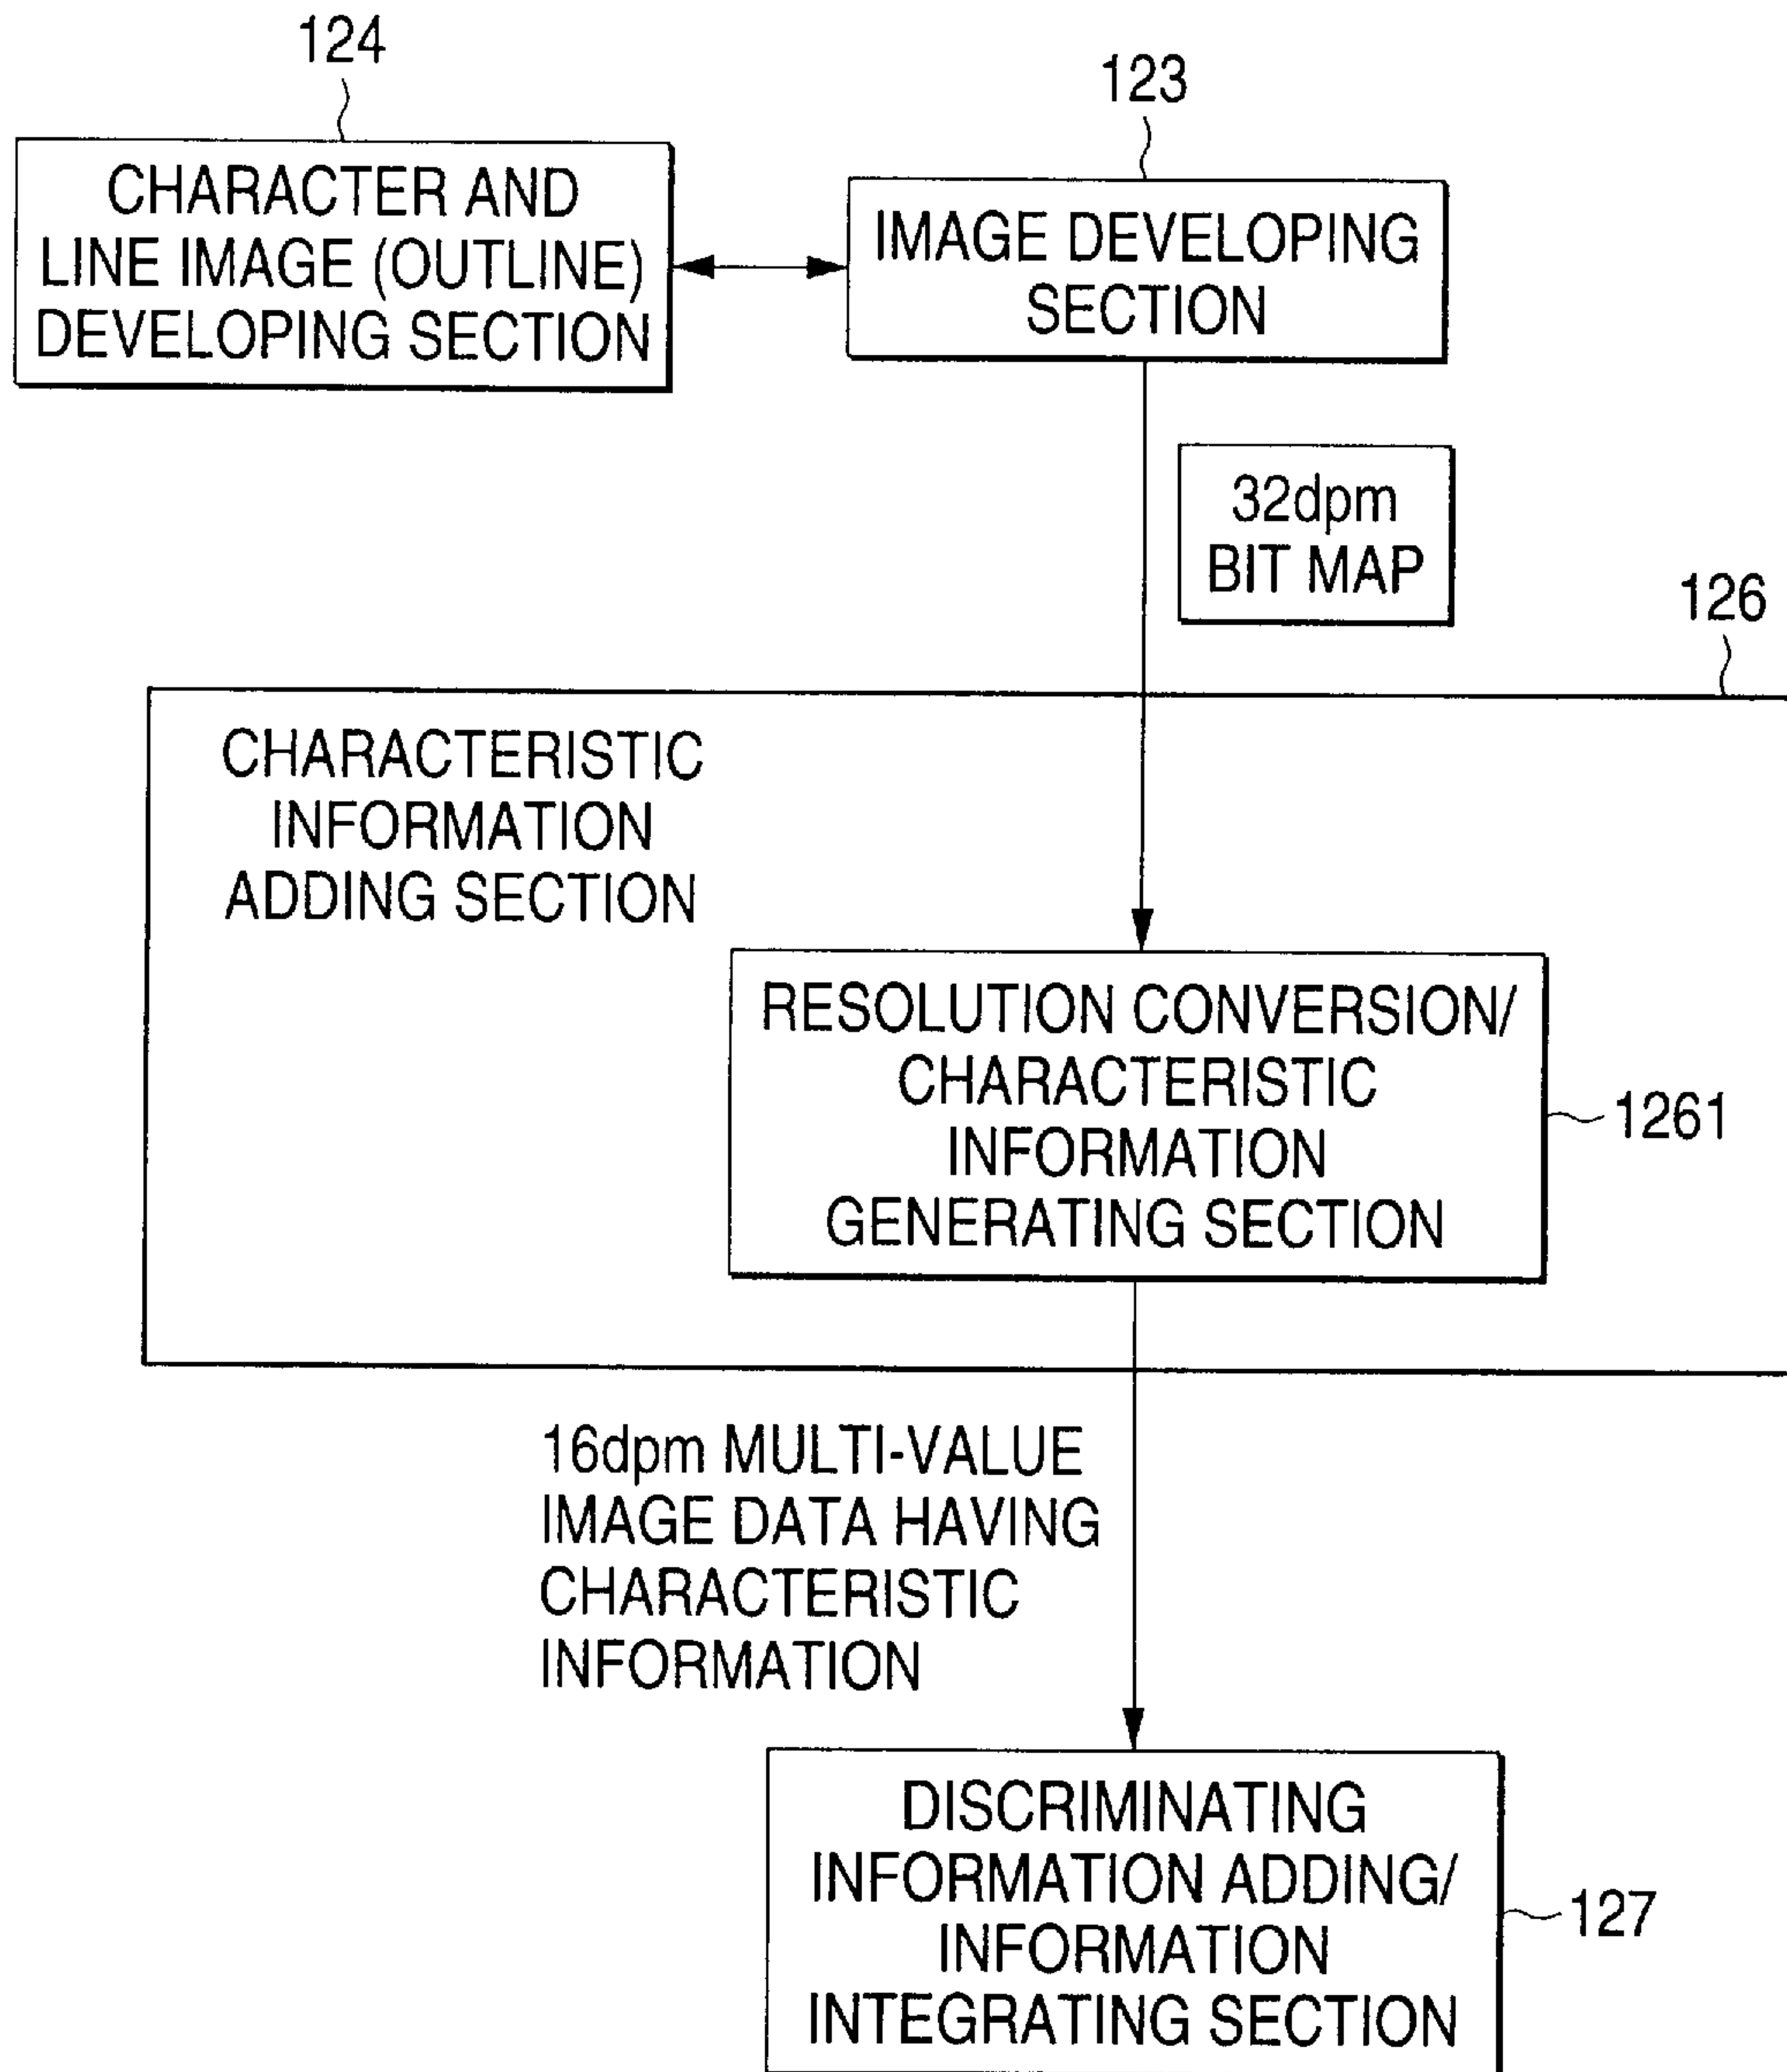 124
CHARACTER AND
LINE IMAGE (OUTLINE)
DEVELOPING SECTION
123
IMAGE DEVELOPING
SECTION
32dpm
BIT MAP
126
CHARACTERISTIC
INFORMATION
ADDING SECTION
RESOLUTION CONVERSION/
CHARACTERISTIC
INFORMATION
GENERATING SECTION
1261
16dpm MULTI-VALUE
IMAGE DATA HAVING
CHARACTERISTIC
INFORMATION
DISCRIMINATING
INFORMATION ADDING/
INFORMATION
INTEGRATING SECTION
127